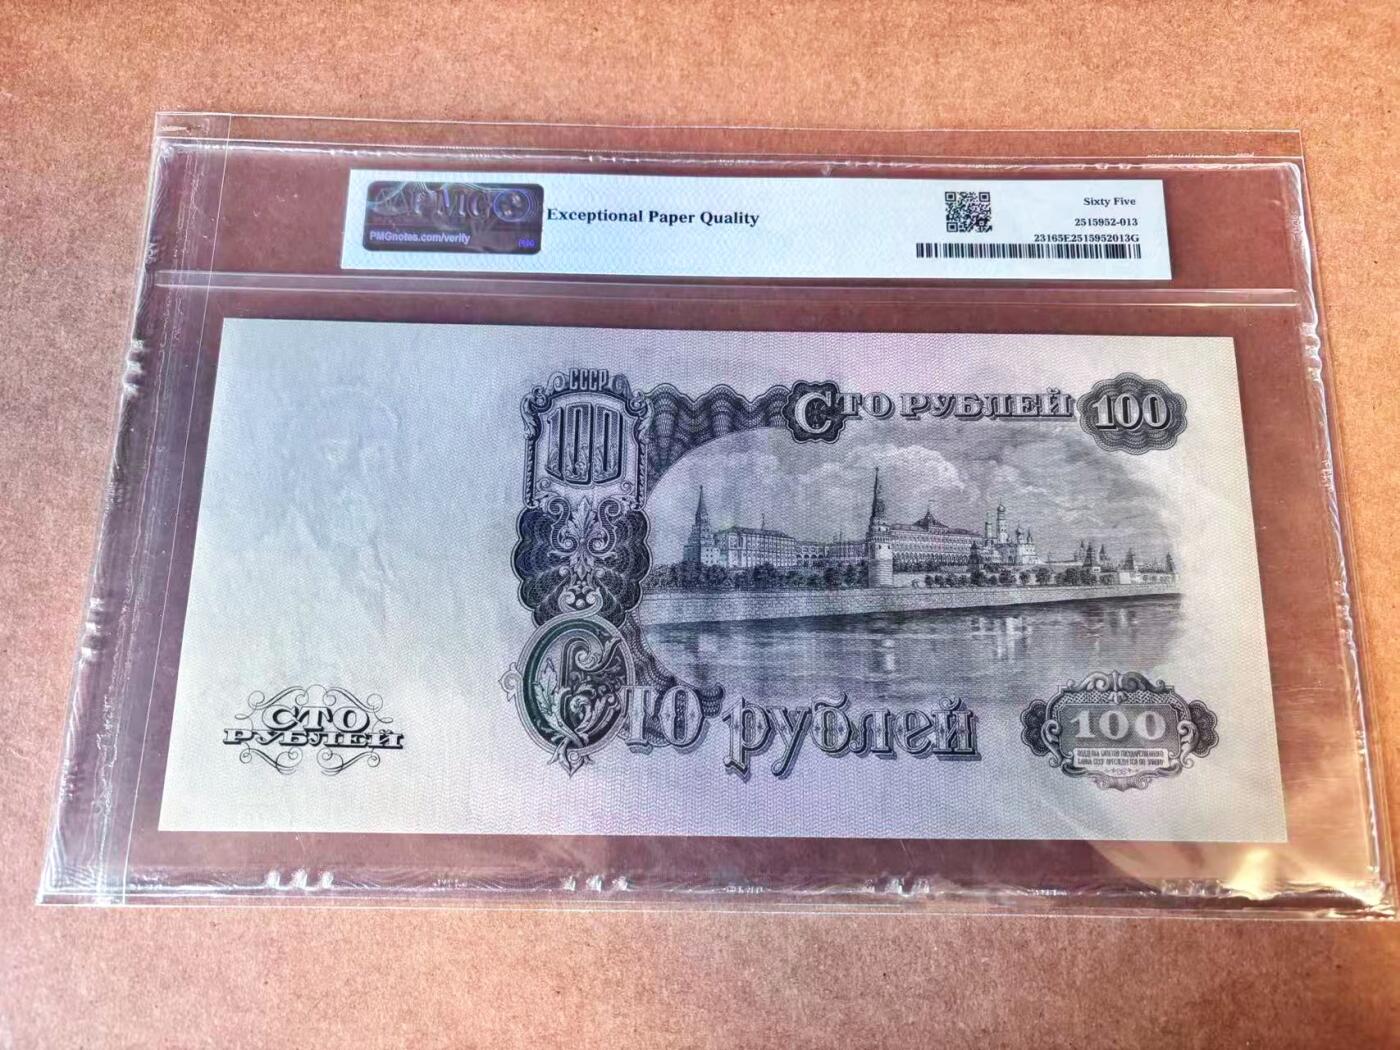 PMG
PMGnotes.com/verify
Exceptional Paper Quality
Sixty Five
2515952-013
23165E2515952013G
СССР
100
СТО РУБЛЕЙ
100
СТО
РУБЛЕЙ
Сто рублей
100